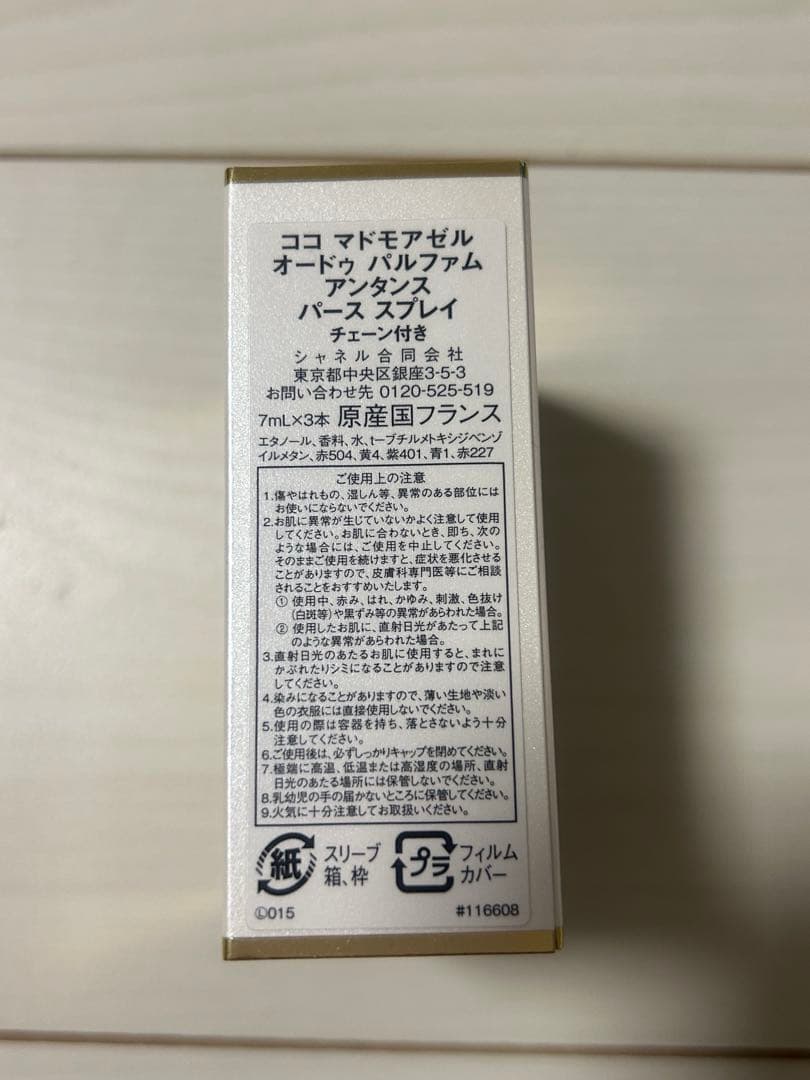 ココ マドモアゼル
オードゥ パルファム
アンタンス
パース スプレイ
チェーン付き
シャネル合同会社
東京都中央区銀座3-5-3
お問い合わせ先 0120-525-519
7mL×3本 原産国フランス
エタノール、香料、水、t-ブチルメトキシジベンゾ
イルメタン、赤504、黄4、紫401、青1、赤227
ご使用上の注意
1.傷やはれもの、湿しん等、異常のある部位には
お使いにならないでください。
2.お肌に異常が生じていないかよく注意して使用
してください。お肌に合わないとき、即ち、次の
ような場合には、ご使用を中止してください。
そのままご使用を続けますと、症状を悪化させる
ことがありますので、皮膚科専門医等にご相談
されることをおすすめいたします。
① 使用中、赤み、はれ、かゆみ、刺激、色抜け
(白斑等)や黒ずみ等の異常があらわれた場合。
② 使用したお肌に、直射日光があたって上記
のような異常があらわれた場合。
3.直射日光のあたるお肌に使用すると、まれに
かぶれたりシミになることがありますので注意
してください。
4.染みになることがありますので、薄い生地や淡い
色の衣服には直接使用しないでください。
5.使用の際は容器を持ち、落とさないよう十分
注意してください。
6.ご使用後は、必ずしっかりキャップを閉めてください。
7.極端に高温、低温または高湿度の場所、直射
日光のあたる場所には保管しないでください。
8.乳幼児の手の届かないところに保管してください。
9.火気に十分注意してお取扱いください。
紙 スリーブ
箱、枠
プラ フィルム
カバー
Ⓛ015 #116608